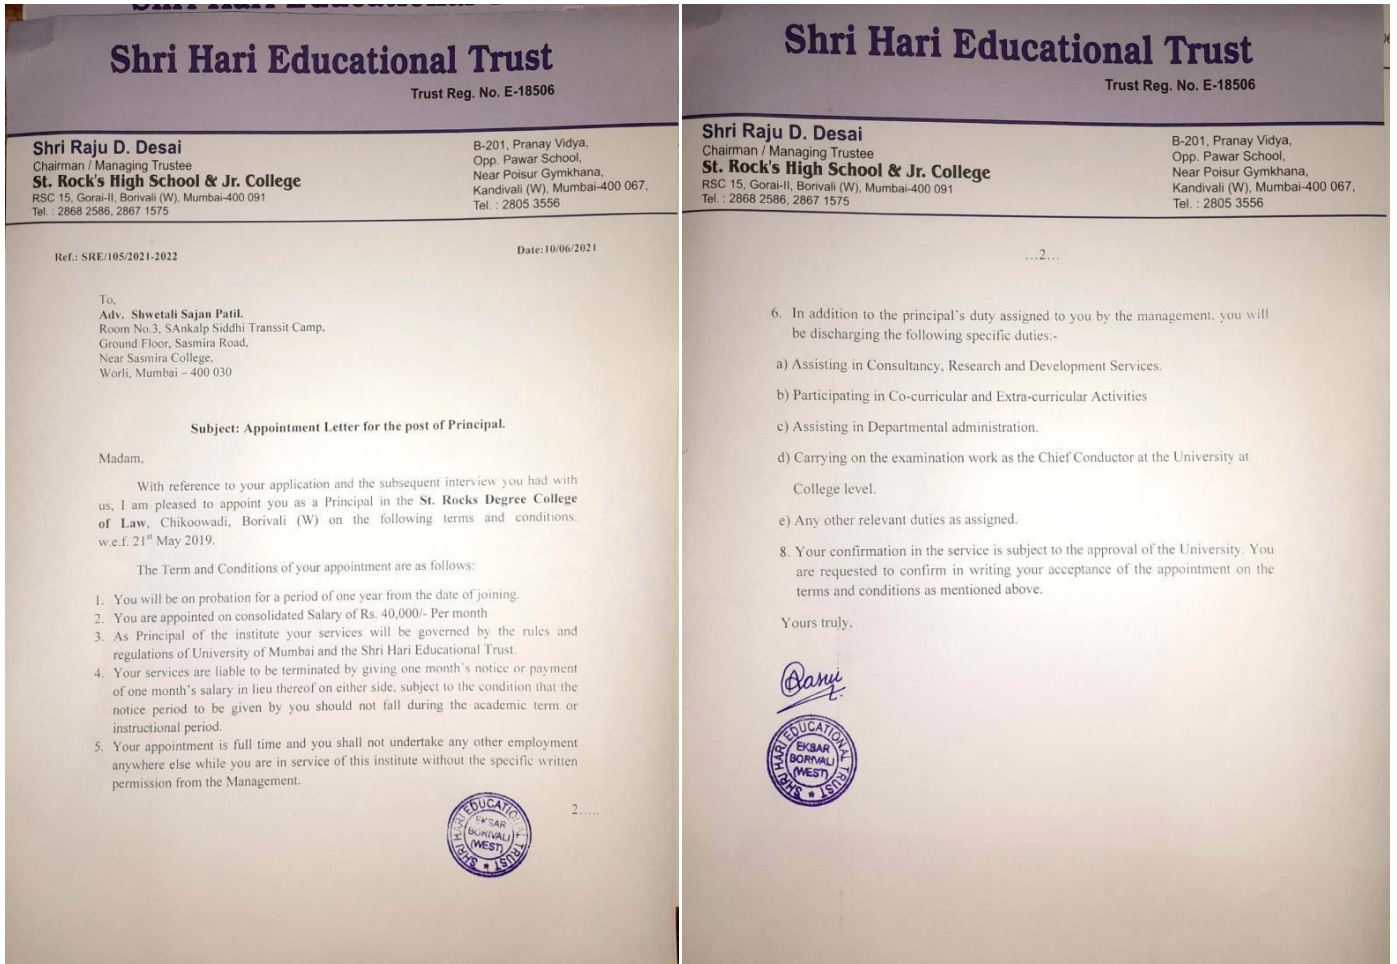 Shri Hari Educational Trust
Trust Reg. No. E-18506
Shri Raju D. Desai
Chairman / Managing Trustee
St. Rock's High School & Jr. College
RSC 15, Gorai-II, Borivali (W), Mumbai-400 091
Tel. : 2868 2586, 2867 1575
B-201, Pranay Vidya,
Opp. Pawar School,
Near Poisur Gymkhana,
Kandivali (W), Mumbai-400 067,
Tel. : 2805 3556
Ref.: SRE/105/2021-2022
Date:10/06/2021
To,
Adv. Shwetali Sajan Patil.
Room No.3, SAnkalp Siddhi Transsit Camp,
Ground Floor, Sasmira Road,
Near Sasmira College,
Worli, Mumbai – 400 030
Subject: Appointment Letter for the post of Principal.
Madam,
With reference to your application and the subsequent interview you had with
us, I am pleased to appoint you as a Principal in the St. Rocks Degree College
of Law, Chikoowadi, Borivali (W) on the following terms and conditions.
w.e.f. 21st May 2019.
The Term and Conditions of your appointment are as follows:
1. You will be on probation for a period of one year from the date of joining.
2. You are appointed on consolidated Salary of Rs. 40,000/- Per month
3. As Principal of the institute your services will be governed by the rules and
regulations of University of Mumbai and the Shri Hari Educational Trust.
4. Your services are liable to be terminated by giving one month's notice or payment
of one month's salary in lieu thereof on either side, subject to the condition that the
notice period to be given by you should not fall during the academic term or
instructional period.
5. Your appointment is full time and you shall not undertake any other employment
anywhere else while you are in service of this institute without the specific written
permission from the Management.
2.....
SHRI HARI EDUCATIONAL TRUST
EKSAR
BORIVALI
(WEST)
Shri Hari Educational Trust
Trust Reg. No. E-18506
Shri Raju D. Desai
Chairman / Managing Trustee
St. Rock's High School & Jr. College
RSC 15, Gorai-II, Borivali (W), Mumbai-400 091
Tel. : 2868 2586, 2867 1575
B-201, Pranay Vidya,
Opp. Pawar School,
Near Poisur Gymkhana,
Kandivali (W), Mumbai-400 067,
Tel. : 2805 3556
...2...
6. In addition to the principal's duty assigned to you by the management, you will
be discharging the following specific duties:-
a) Assisting in Consultancy, Research and Development Services.
b) Participating in Co-curricular and Extra-curricular Activities
c) Assisting in Departmental administration.
d) Carrying on the examination work as the Chief Conductor at the University at
College level.
e) Any other relevant duties as assigned.
8. Your confirmation in the service is subject to the approval of the University. You
are requested to confirm in writing your acceptance of the appointment on the
terms and conditions as mentioned above.
Yours truly,
SHRI HARI EDUCATIONAL TRUST
EKSAR
BORIVALI
(WEST)